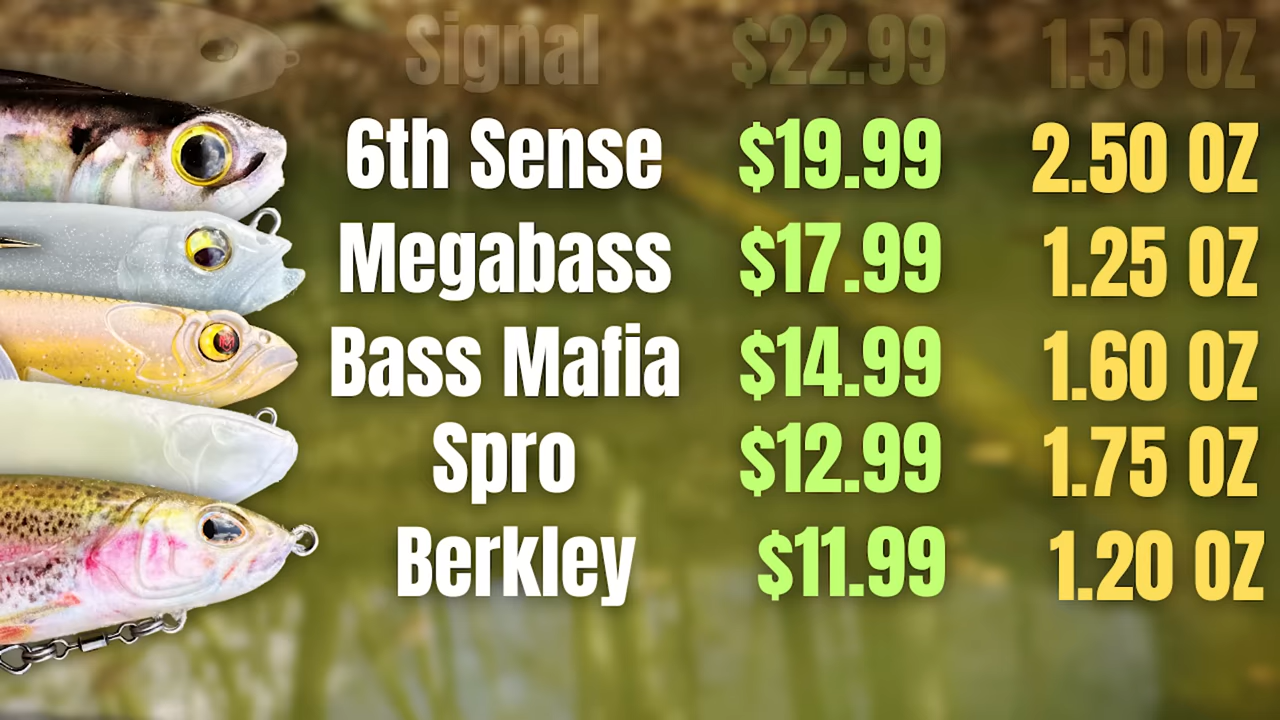 Signal $22.99 1.50 OZ
6th Sense $19.99 2.50 OZ
Megabass $17.99 1.25 OZ
Bass Mafia $14.99 1.60 OZ
Spro $12.99 1.75 OZ
Berkley $11.99 1.20 OZ